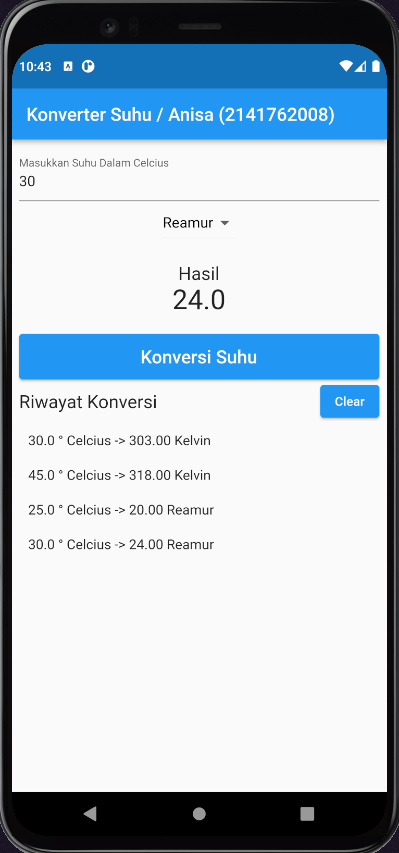 10:43
Konverter Suhu / Anisa (2141762008)
Masukkan Suhu Dalam Celcius
30
Reamur
Hasil
24.0
Konversi Suhu
Riwayat Konversi Clear
30.0 ° Celcius -> 303.00 Kelvin
45.0 ° Celcius -> 318.00 Kelvin
25.0 ° Celcius -> 20.00 Reamur
30.0 ° Celcius -> 24.00 Reamur